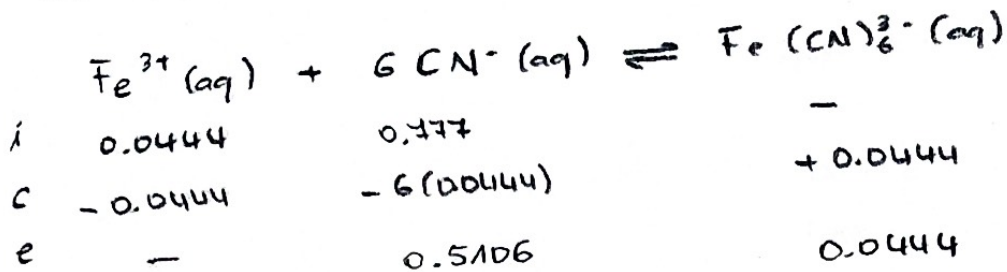 Fe³⁺ (aq) + 6 CN⁻ (aq) ⇌ Fe (CN)₆³⁻ (aq)
i 0.0444 0.777 –
c - 0.0444 - 6(0.0444) + 0.0444
e – 0.5106 0.0444